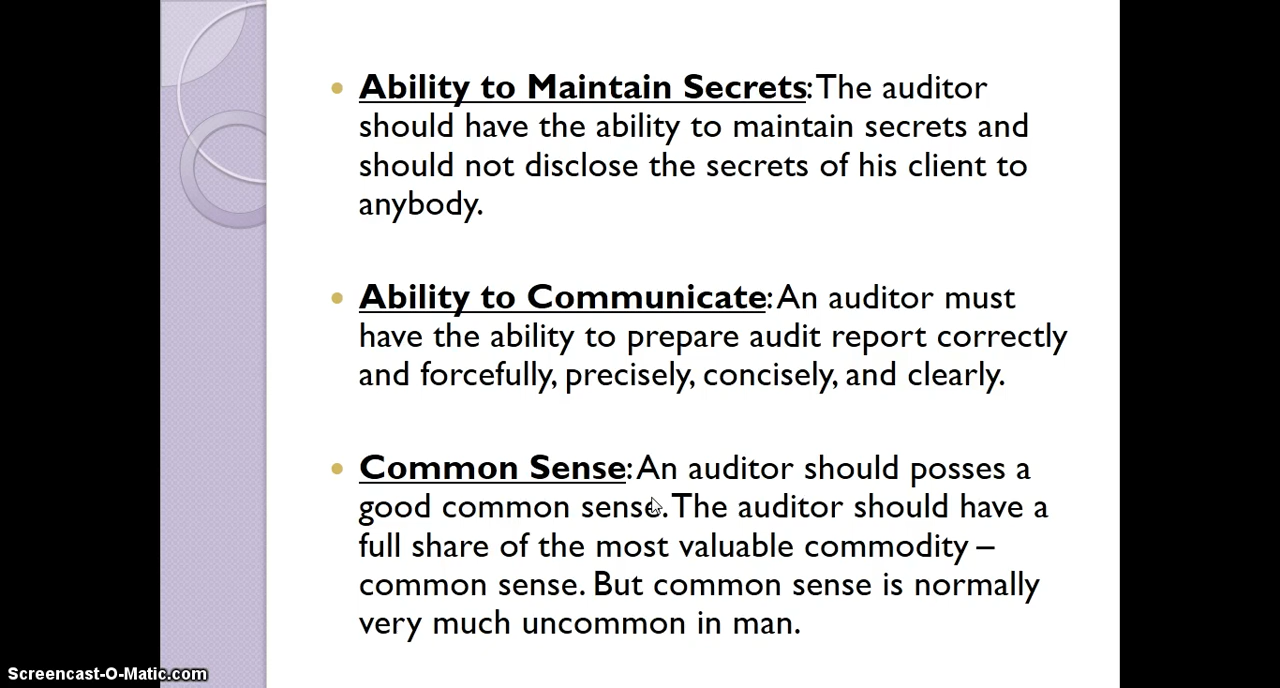 Ability to Maintain Secrets: The auditor
should have the ability to maintain secrets and
should not disclose the secrets of his client to
anybody.
Ability to Communicate: An auditor must
have the ability to prepare audit report correctly
and forcefully, precisely, concisely, and clearly.
Common Sense: An auditor should posses a
good common sense. The auditor should have a
full share of the most valuable commodity –
common sense. But common sense is normally
very much uncommon in man.
Screencast-O-Matic.com